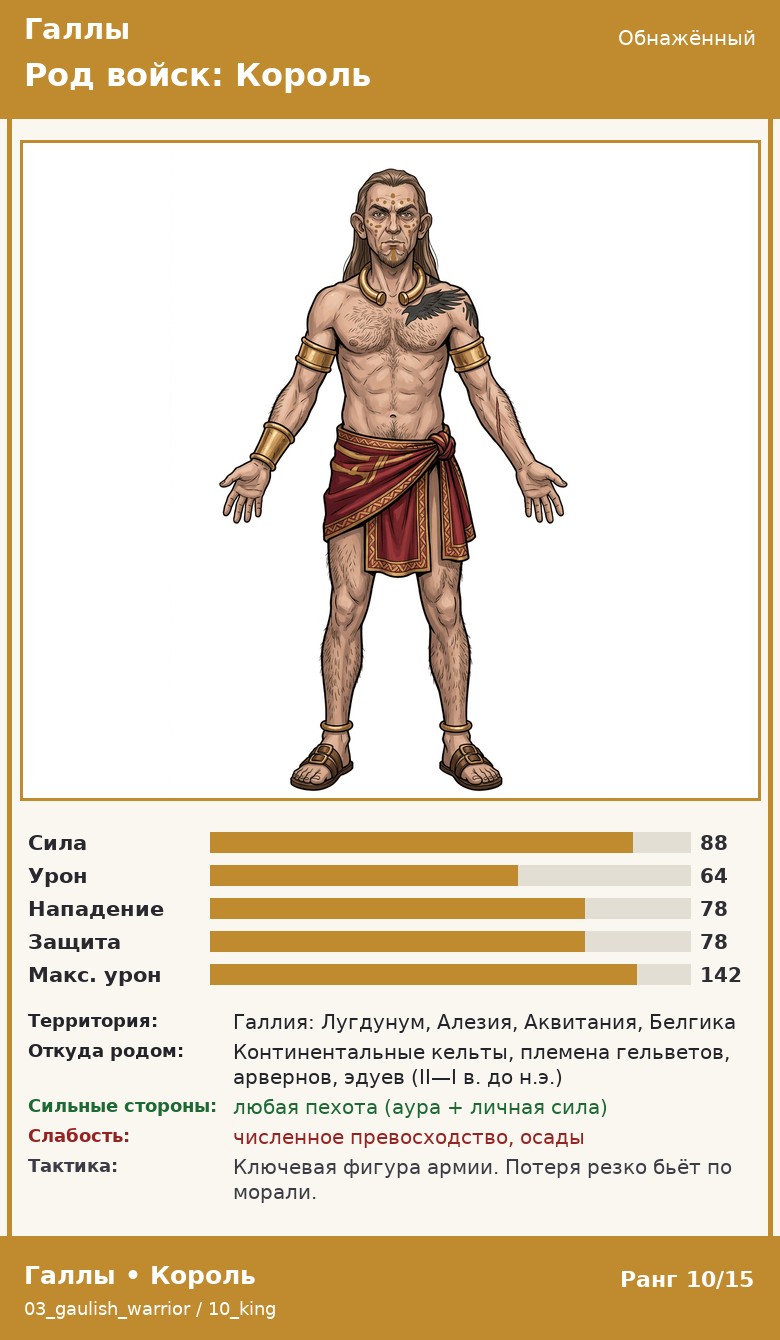 Галлы
Обнажённый
Род войск: Король
Сила 88
Урон 64
Нападение 78
Защита 78
Макс. урон 142
Территория: Галлия: Лугдунум, Алезия, Аквитания, Белгика
Откуда родом: Континентальные кельты, племена гельветов,
арвернов, эдуев (II—I в. до н.э.)
Сильные стороны: любая пехота (аура + личная сила)
Слабость: численное превосходство, осады
Тактика: Ключевая фигура армии. Потеря резко бьёт по
морали.
Галлы • Король
Ранг 10/15
03_gaulish_warrior / 10_king